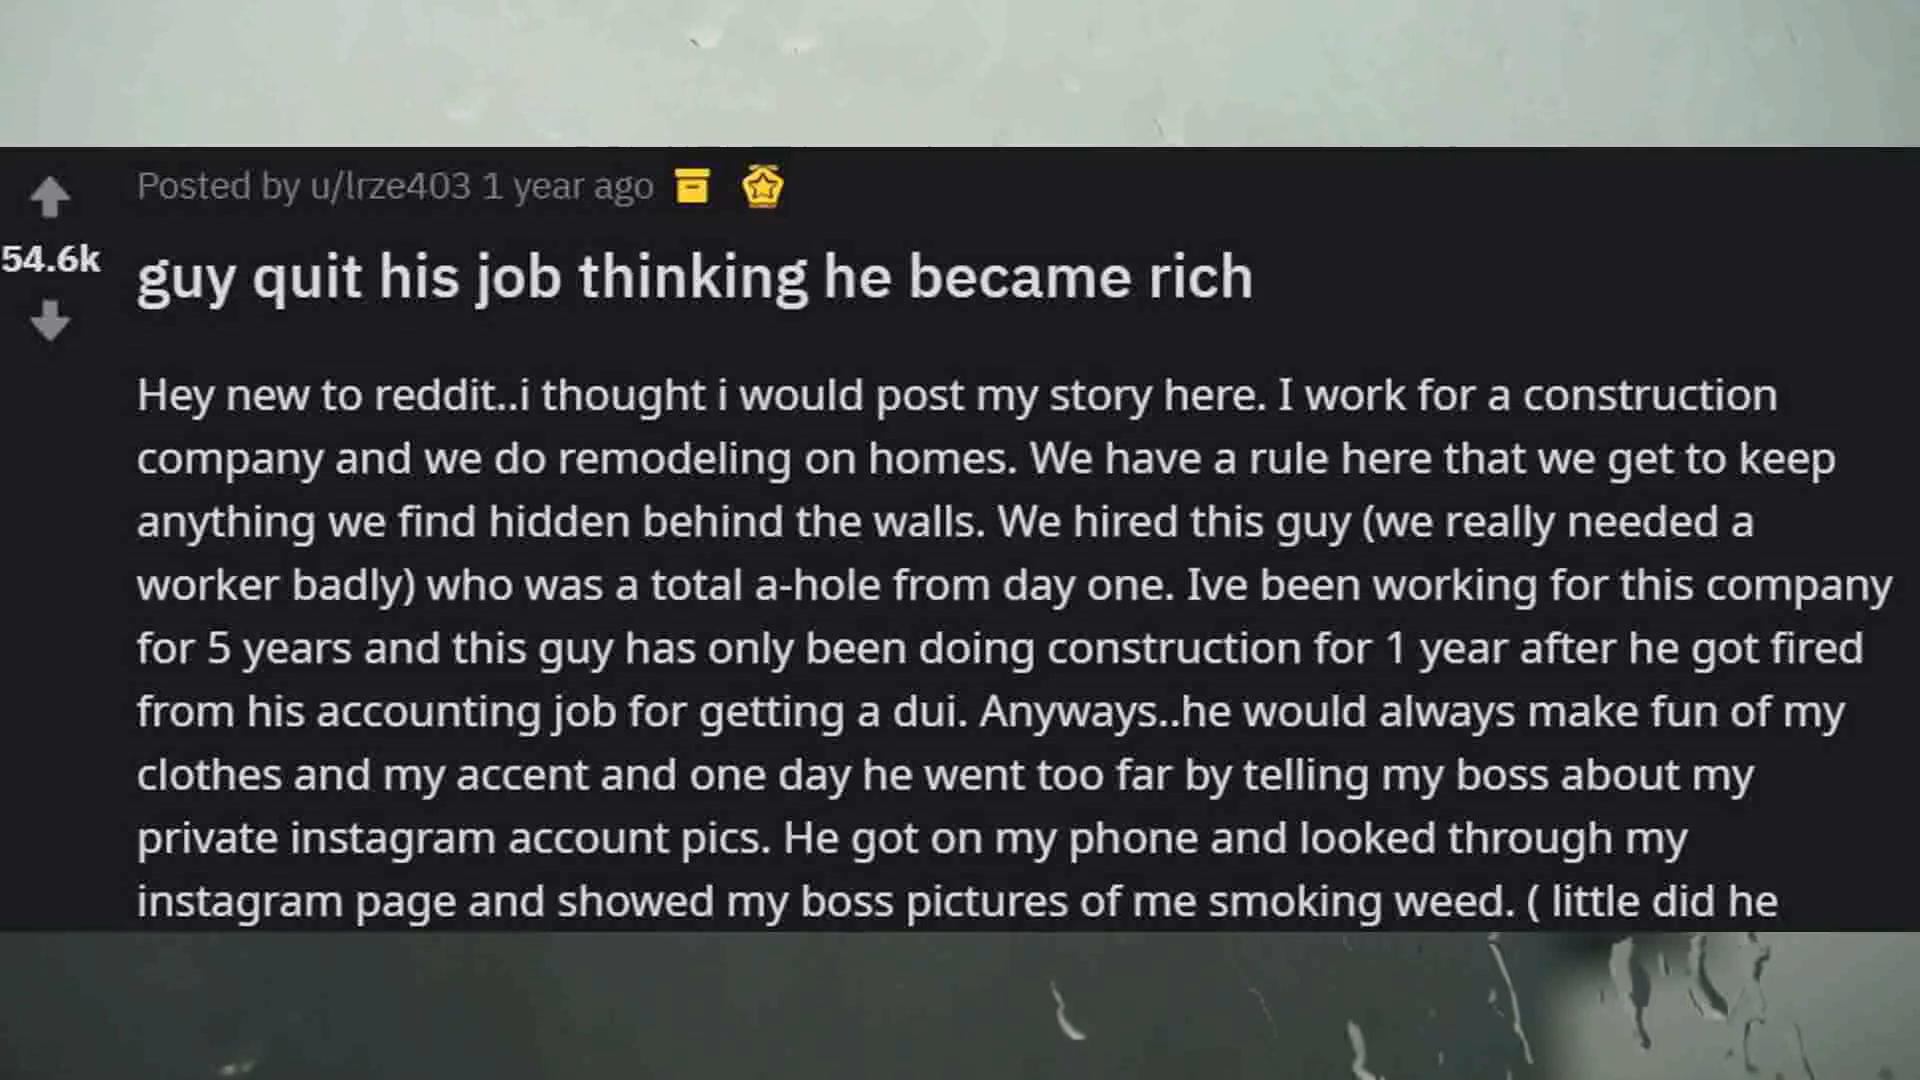 Posted by u/lrze403 1 year ago
54.6k
guy quit his job thinking he became rich
Hey new to reddit..i thought i would post my story here. I work for a construction
company and we do remodeling on homes. We have a rule here that we get to keep
anything we find hidden behind the walls. We hired this guy (we really needed a
worker badly) who was a total a-hole from day one. Ive been working for this company
for 5 years and this guy has only been doing construction for 1 year after he got fired
from his accounting job for getting a dui. Anyways..he would always make fun of my
clothes and my accent and one day he went too far by telling my boss about my
private instagram account pics. He got on my phone and looked through my
instagram page and showed my boss pictures of me smoking weed. ( little did he